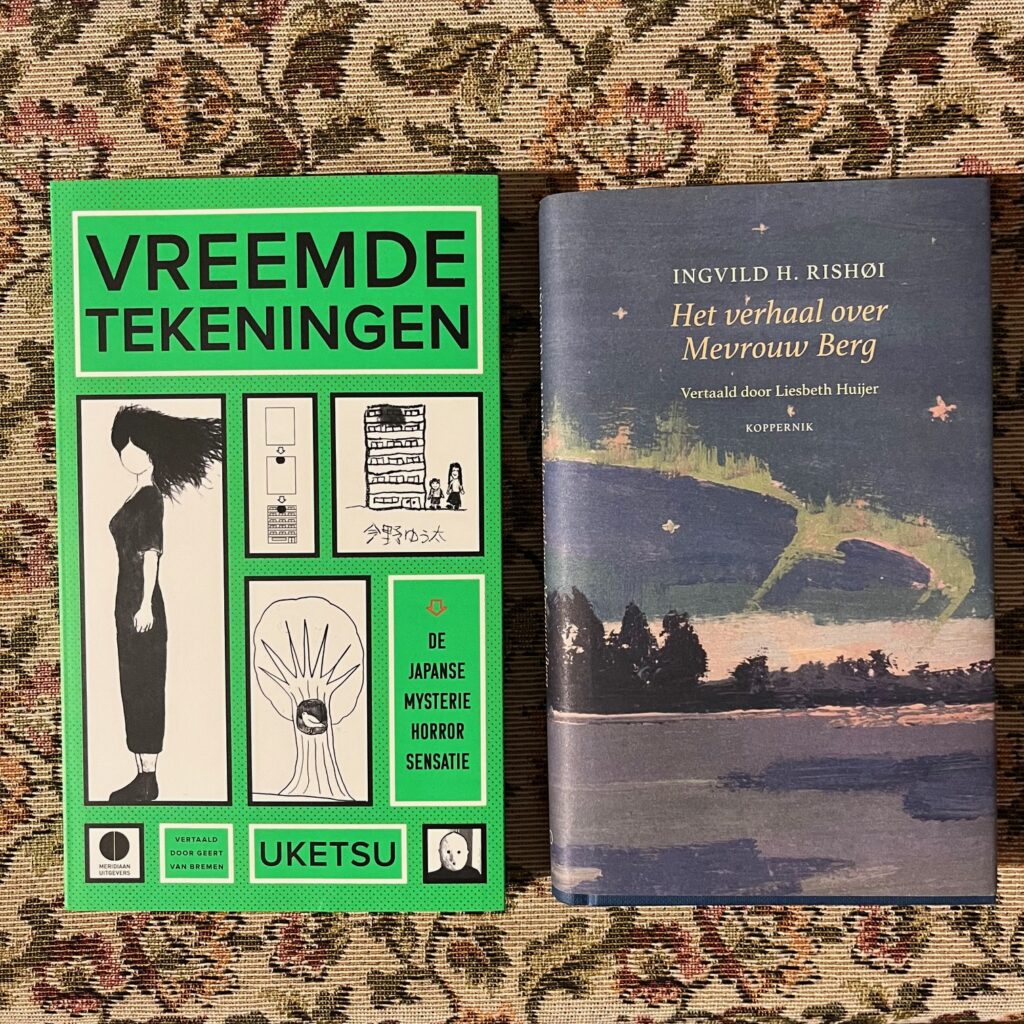 VREEMDE
TEKENINGEN
今野ゆう太
DE
JAPANSE
MYSTERIE
HORROR
SENSATIE
MERIDIAAN
UITGEVERS
VERTAALD
DOOR GEERT
VAN BREMEN
UKETSU
INGVILD H. RISHØI
Het verhaal over
Mevrouw Berg
Vertaald door Liesbeth Huijer
KOPPERNIK